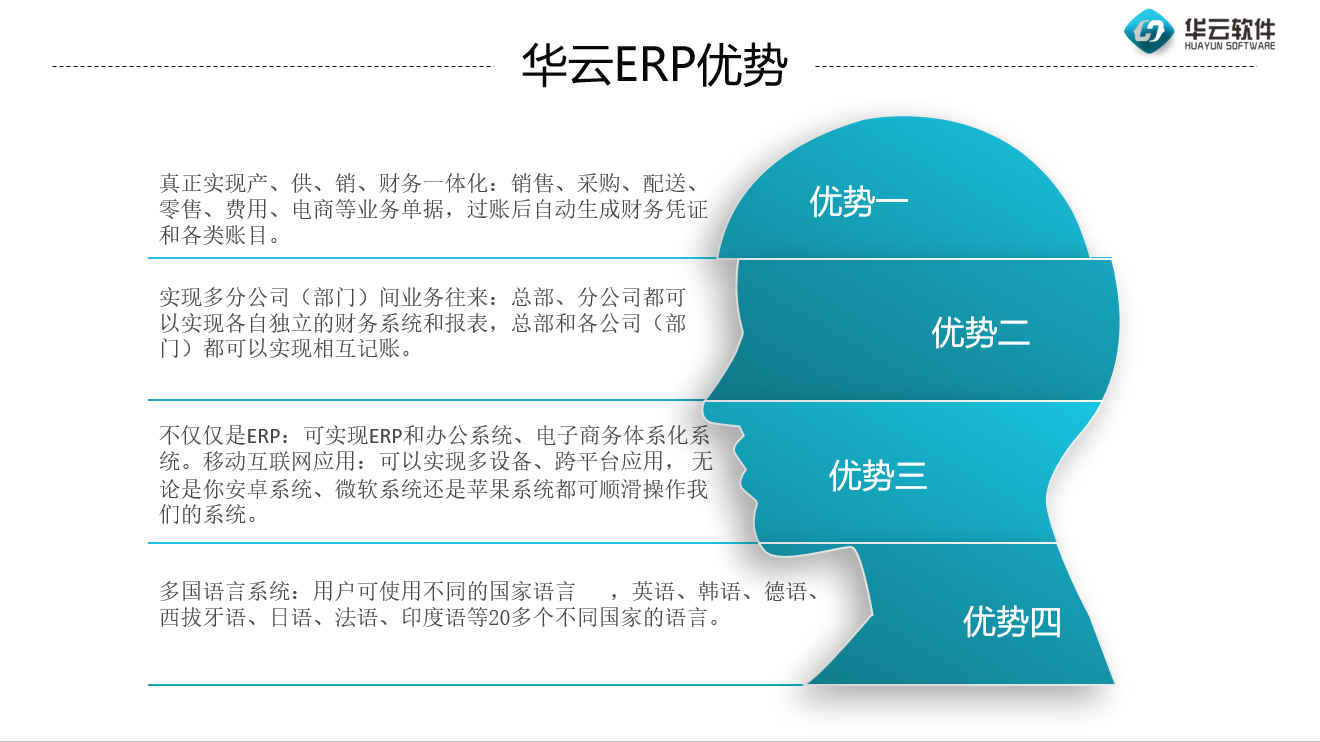 华云软件
HUAYUN SOFTWARE
华云ERP优势
真正实现产、供、销、财务一体化：销售、采购、配送、
零售、费用、电商等业务单据，过账后自动生成财务凭证
和各类账目。
优势一
实现多分公司（部门）间业务往来：总部、分公司都可
以实现各自独立的财务系统和报表，总部和各公司（部
门）都可以实现相互记账。
优势二
不仅仅是ERP：可实现ERP和办公系统、电子商务体系化系
统。移动互联网应用：可以实现多设备、跨平台应用， 无
论是你安卓系统、微软系统还是苹果系统都可顺滑操作我
们的系统。
优势三
多国语言系统：用户可使用不同的国家语言 ，英语、韩语、德语、
西拔牙语、日语、法语、印度语等20多个不同国家的语言。
优势四